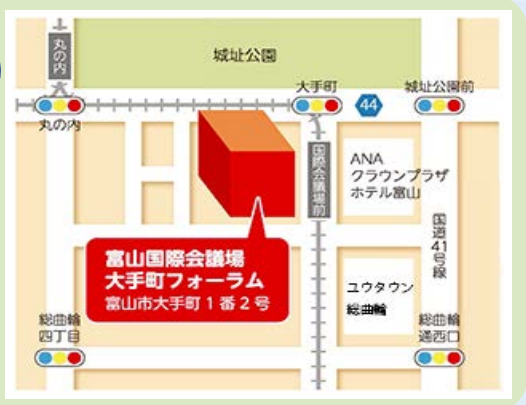 丸の内
城址公園
大手町
44
城址公園前
丸の内
国際会議場前
ANA
クラウンプラザ
ホテル富山
国道41号線
富山国際会議場
大手町フォーラム
富山市大手町1番2号
ユウタウン
総曲輪
総曲輪
四丁目
総曲輪
通西口